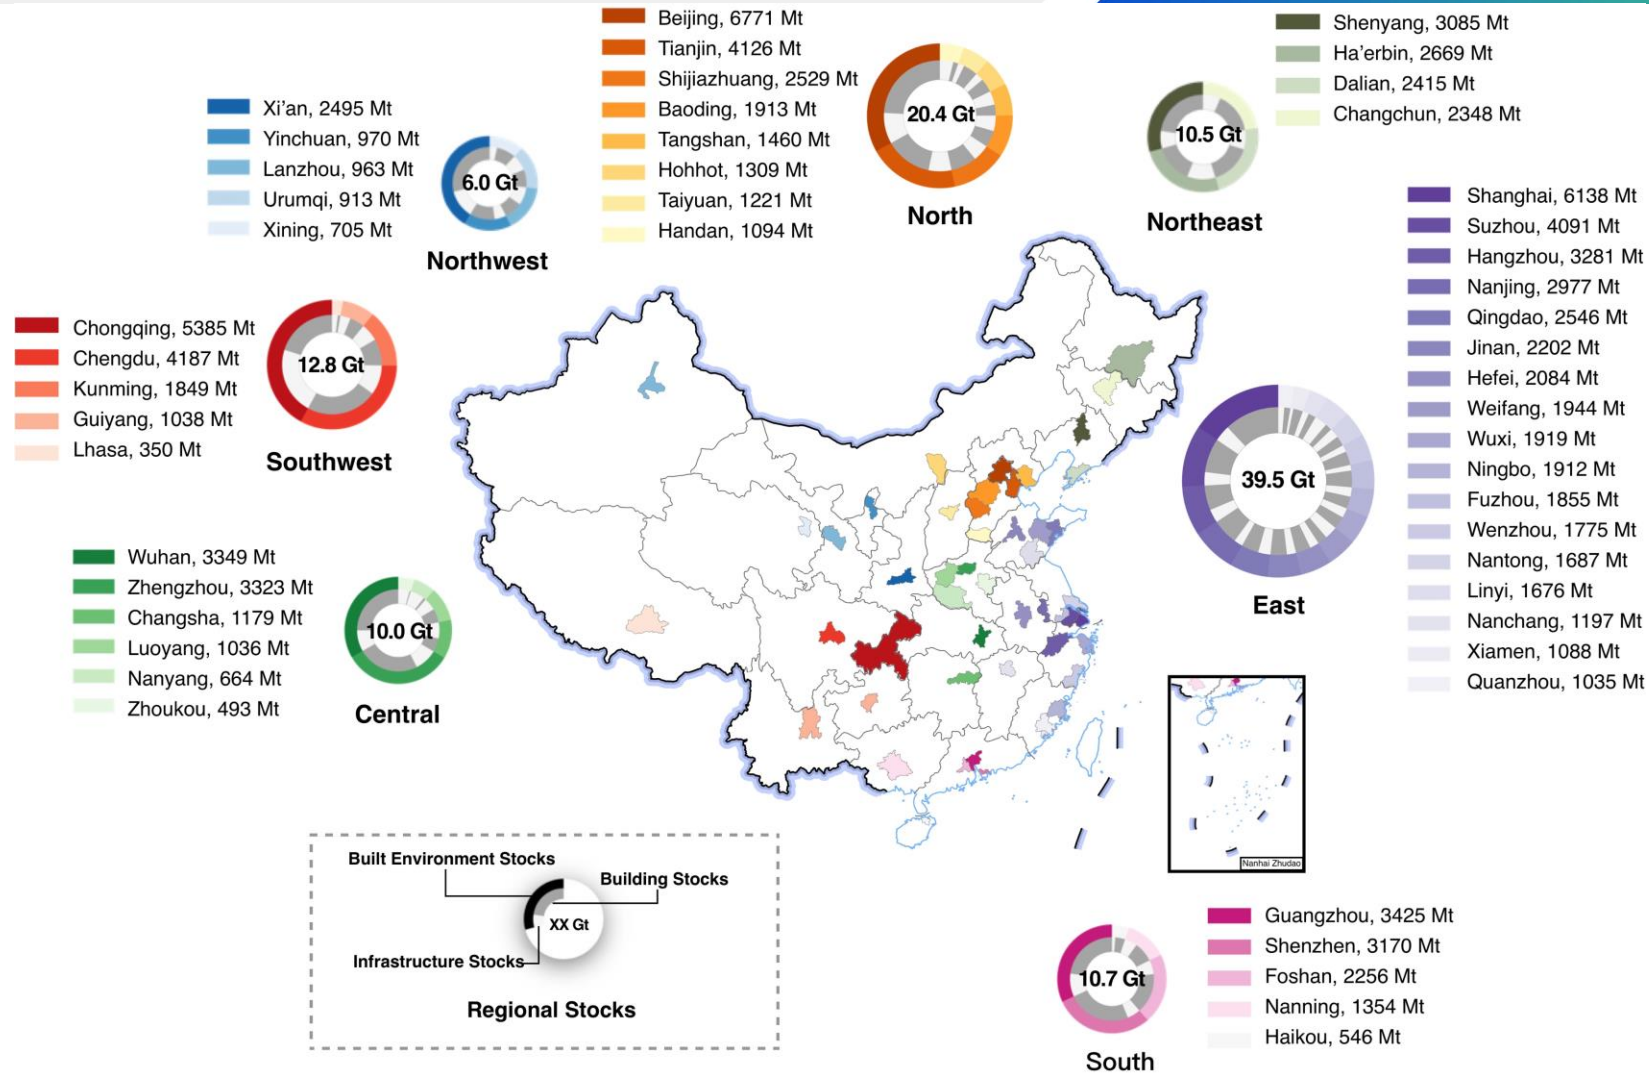 Beijing, 6771 Mt
Tianjin, 4126 Mt
Shijiazhuang, 2529 Mt
Baoding, 1913 Mt
Tangshan, 1460 Mt
Hohhot, 1309 Mt
Taiyuan, 1221 Mt
Handan, 1094 Mt
20.4 Gt
North
Shenyang, 3085 Mt
Ha'erbin, 2669 Mt
Dalian, 2415 Mt
Changchun, 2348 Mt
10.5 Gt
Northeast
Xi'an, 2495 Mt
Yinchuan, 970 Mt
Lanzhou, 963 Mt
Urumqi, 913 Mt
Xining, 705 Mt
6.0 Gt
Northwest
Shanghai, 6138 Mt
Suzhou, 4091 Mt
Hangzhou, 3281 Mt
Nanjing, 2977 Mt
Qingdao, 2546 Mt
Jinan, 2202 Mt
Hefei, 2084 Mt
Weifang, 1944 Mt
Wuxi, 1919 Mt
Ningbo, 1912 Mt
Fuzhou, 1855 Mt
Wenzhou, 1775 Mt
Nantong, 1687 Mt
Linyi, 1676 Mt
Nanchang, 1197 Mt
Xiamen, 1088 Mt
Quanzhou, 1035 Mt
39.5 Gt
East
Chongqing, 5385 Mt
Chengdu, 4187 Mt
Kunming, 1849 Mt
Guiyang, 1038 Mt
Lhasa, 350 Mt
12.8 Gt
Southwest
Wuhan, 3349 Mt
Zhengzhou, 3323 Mt
Changsha, 1179 Mt
Luoyang, 1036 Mt
Nanyang, 664 Mt
Zhoukou, 493 Mt
10.0 Gt
Central
Nanhai Zhudao
Built Environment Stocks
Building Stocks
XX Gt
Infrastructure Stocks
Regional Stocks
Guangzhou, 3425 Mt
Shenzhen, 3170 Mt
Foshan, 2256 Mt
Nanning, 1354 Mt
Haikou, 546 Mt
10.7 Gt
South